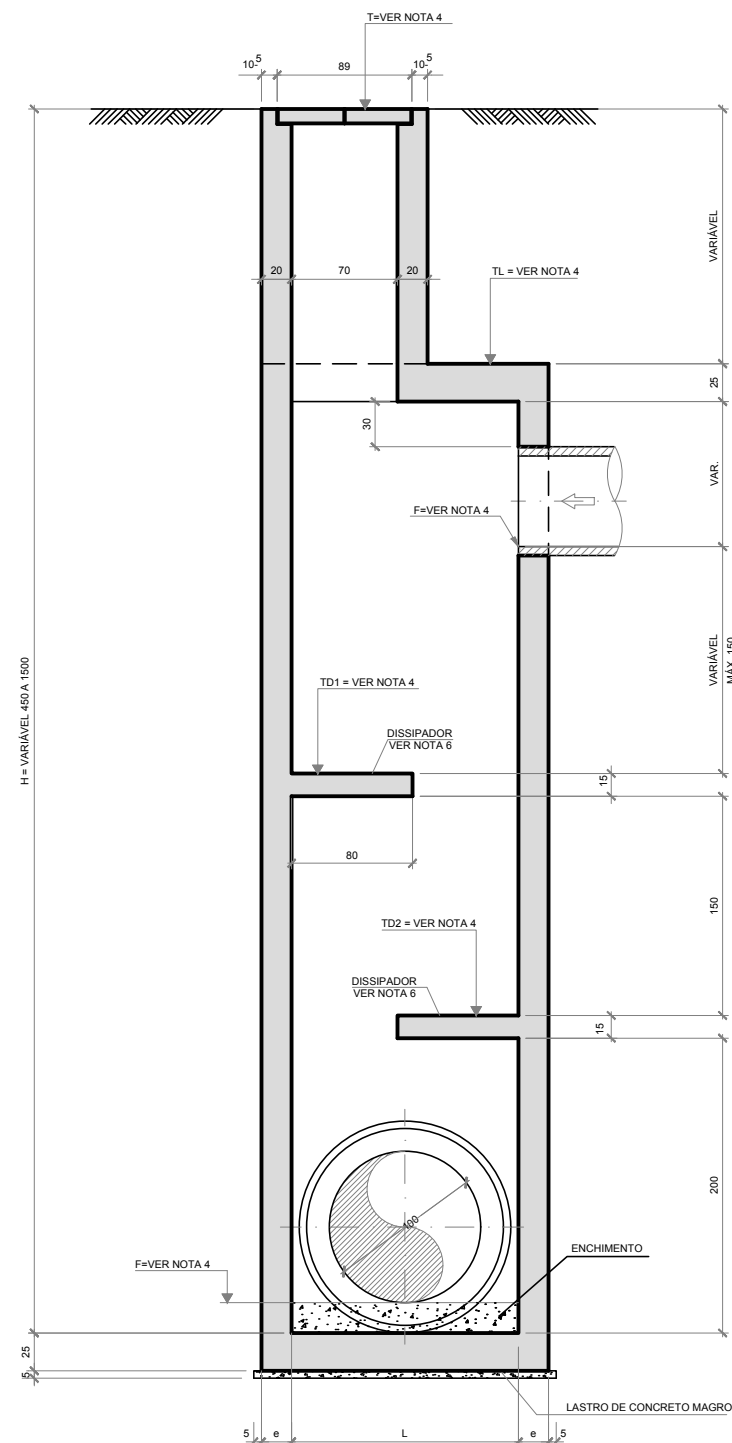 T=VER NOTA 4
10.5
89
10.5
20
70
20
VARIÁVEL
TL = VER NOTA 4
25
30
VAR.
F=VER NOTA 4
H = VARIÁVEL 450 A 1500
VARIÁVEL
MÁX. 150
TD1 = VER NOTA 4
DISSIPADOR
VER NOTA 6
15
80
150
TD2 = VER NOTA 4
DISSIPADOR
VER NOTA 6
15
100
200
ENCHIMENTO
F=VER NOTA 4
25
5
LASTRO DE CONCRETO MAGRO
5
e
L
e
5